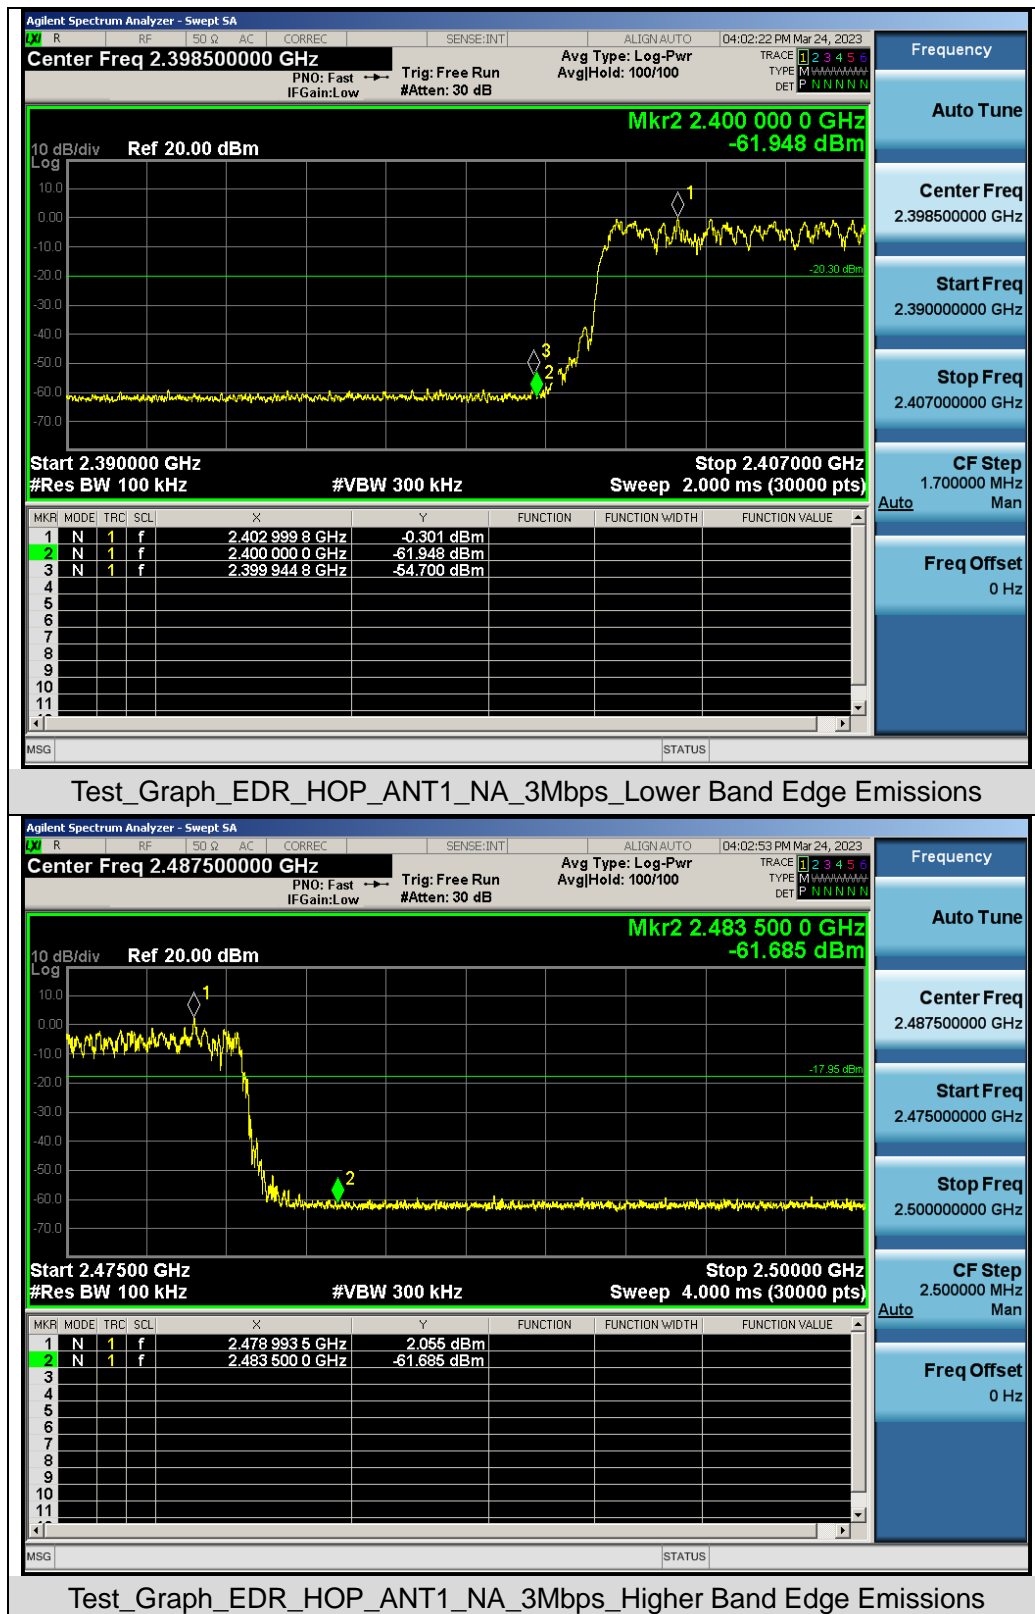 Agilent Spectrum Analyzer - Swept SA
LXI R RF 50 Ω AC CORREC SENSE:INT ALIGN AUTO 04:02:22 PM Mar 24, 2023
Center Freq 2.398500000 GHz
PNO: Fast Trig: Free Run
IFGain:Low #Atten: 30 dB
Avg Type: Log-Pwr
Avg|Hold: 100/100
TRACE 1 2 3 4 5 6
TYPE M
DET P N N N N N
Mkr2 2.400 000 0 GHz
-61.948 dBm
10 dB/div Ref 20.00 dBm
Log
10.0
0.00
-10.0
-20.0
-30.0
-40.0
-50.0
-60.0
-70.0
1
-20.30 dBm
3
2
Start 2.390000 GHz Stop 2.407000 GHz
#Res BW 100 kHz #VBW 300 kHz Sweep 2.000 ms (30000 pts)
MKR MODE TRC SCL X Y FUNCTION FUNCTION WIDTH FUNCTION VALUE
1 N 1 f 2.402 999 8 GHz -0.301 dBm
2 N 1 f 2.400 000 0 GHz -61.948 dBm
3 N 1 f 2.399 944 8 GHz -54.700 dBm
4
5
6
7
8
9
10
11
MSG STATUS
Frequency
Auto Tune
Center Freq
2.398500000 GHz
Start Freq
2.390000000 GHz
Stop Freq
2.407000000 GHz
CF Step
1.700000 MHz
Auto Man
Freq Offset
0 Hz
Test_Graph_EDR_HOP_ANT1_NA_3Mbps_Lower Band Edge Emissions
Agilent Spectrum Analyzer - Swept SA
LXI R RF 50 Ω AC CORREC SENSE:INT ALIGN AUTO 04:02:53 PM Mar 24, 2023
Center Freq 2.487500000 GHz
PNO: Fast Trig: Free Run
IFGain:Low #Atten: 30 dB
Avg Type: Log-Pwr
Avg|Hold: 100/100
TRACE 1 2 3 4 5 6
TYPE M
DET P N N N N N
Mkr2 2.483 500 0 GHz
-61.685 dBm
10 dB/div Ref 20.00 dBm
Log
10.0
0.00
-10.0
-20.0
-30.0
-40.0
-50.0
-60.0
-70.0
1
-17.95 dBm
2
Start 2.47500 GHz Stop 2.50000 GHz
#Res BW 100 kHz #VBW 300 kHz Sweep 4.000 ms (30000 pts)
MKR MODE TRC SCL X Y FUNCTION FUNCTION WIDTH FUNCTION VALUE
1 N 1 f 2.478 993 5 GHz 2.055 dBm
2 N 1 f 2.483 500 0 GHz -61.685 dBm
3
4
5
6
7
8
9
10
11
MSG STATUS
Frequency
Auto Tune
Center Freq
2.487500000 GHz
Start Freq
2.475000000 GHz
Stop Freq
2.500000000 GHz
CF Step
2.500000 MHz
Auto Man
Freq Offset
0 Hz
Test_Graph_EDR_HOP_ANT1_NA_3Mbps_Higher Band Edge Emissions